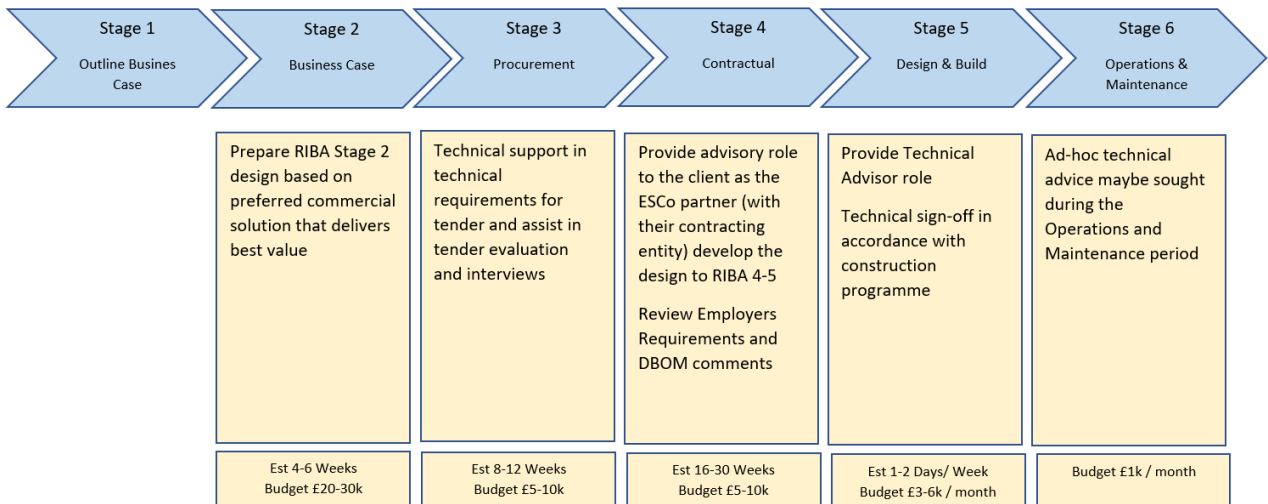 Stage 1
Outline Busines
Case
Stage 2
Business Case
Stage 3
Procurement
Stage 4
Contractual
Stage 5
Design & Build
Stage 6
Operations &
Maintenance
Prepare RIBA Stage 2
design based on
preferred commercial
solution that delivers
best value
Technical support in
technical
requirements for
tender and assist in
tender evaluation
and interviews
Provide advisory role
to the client as the
ESCo partner (with
their contracting
entity) develop the
design to RIBA 4-5
Review Employers
Requirements and
DBOM comments
Provide Technical
Advisor role
Technical sign-off in
accordance with
construction
programme
Ad-hoc technical
advice maybe sought
during the
Operations and
Maintenance period
Est 4-6 Weeks
Budget £20-30k
Est 8-12 Weeks
Budget £5-10k
Est 16-30 Weeks
Budget £5-10k
Est 1-2 Days/ Week
Budget £3-6k / month
Budget £1k / month